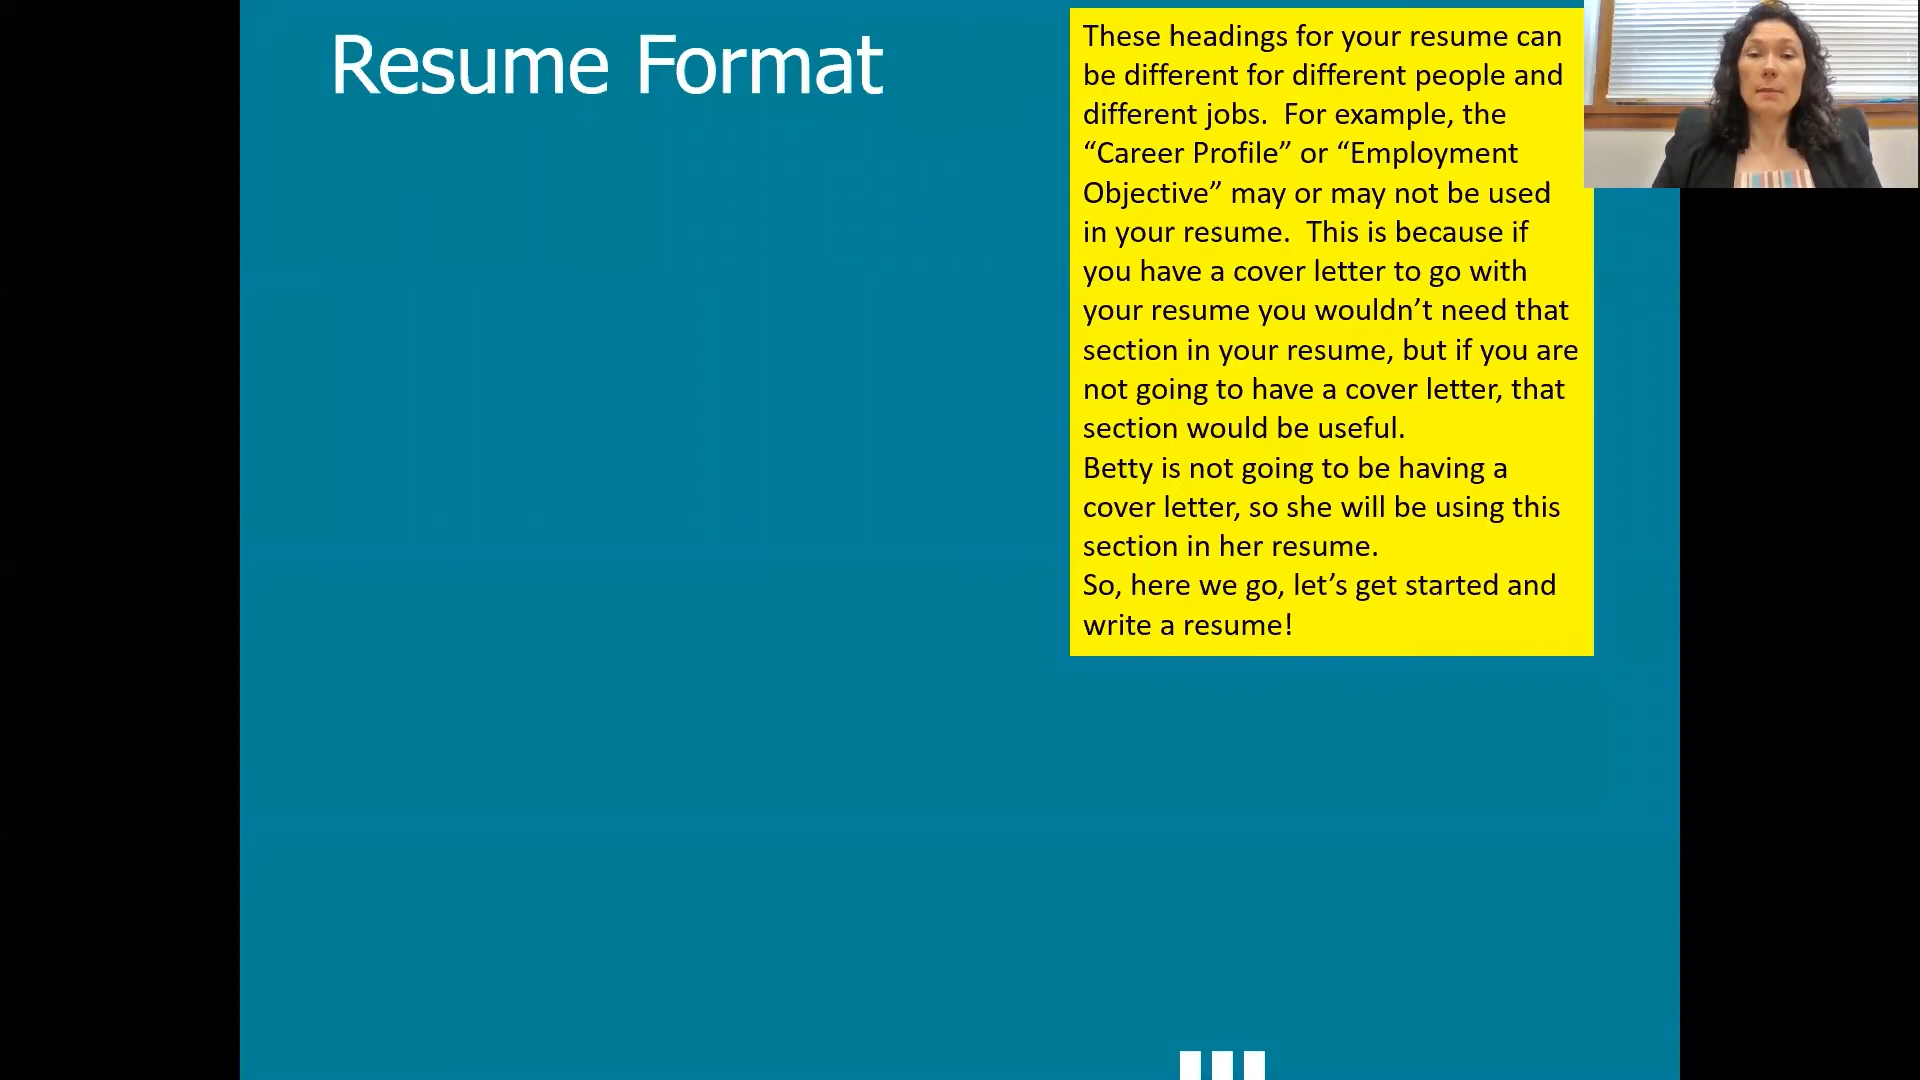 Resume Format
These headings for your resume can
be different for different people and
different jobs.  For example, the
“Career Profile” or “Employment
Objective” may or may not be used
in your resume.  This is because if
you have a cover letter to go with
your resume you wouldn’t need that
section in your resume, but if you are
not going to have a cover letter, that
section would be useful.
Betty is not going to be having a
cover letter, so she will be using this
section in her resume.
So, here we go, let’s get started and
write a resume!